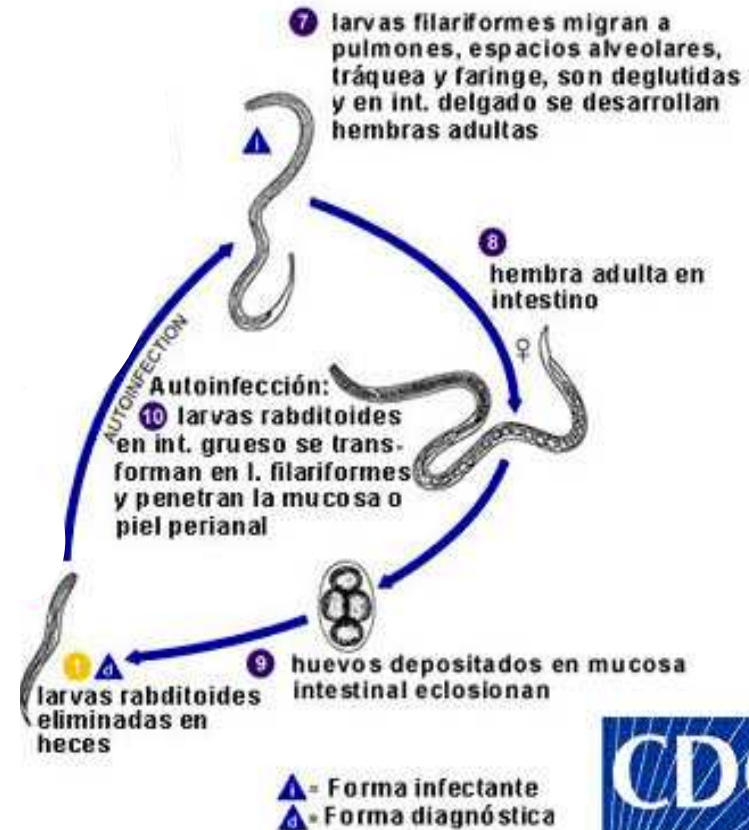 7 larvas filariformes migran a
pulmones, espacios alveolares,
tráquea y faringe, son deglutidas
y en int. delgado se desarrollan
hembras adultas
i
8
hembra adulta en
intestino
♀
AUTOINFECTION
Autoinfección:
10 larvas rabditoides
en int. grueso se trans-
forman en l. filariformes
y penetran la mucosa o
piel perianal
9 huevos depositados en mucosa
intestinal eclosionan
1 d
larvas rabditoides
eliminadas en
heces
CDC
i = Forma infectante
d = Forma diagnóstica